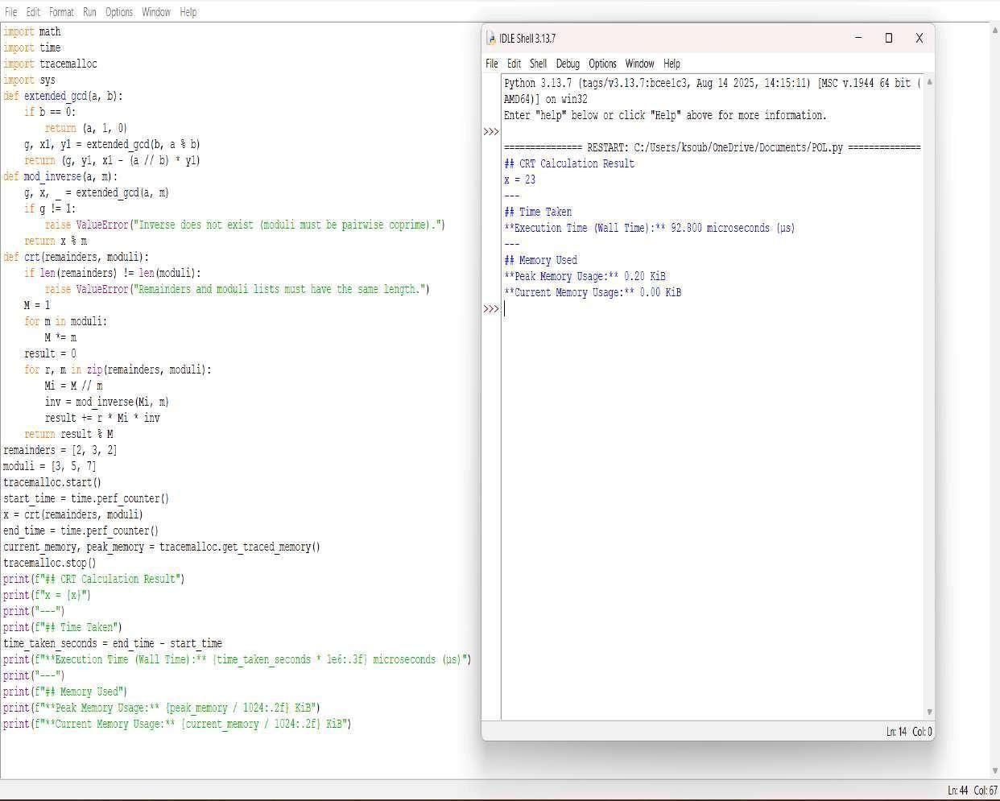 File Edit Format Run Options Window Help
import math
import time
import tracemalloc
import sys
def extended_gcd(a, b):
    if b == 0:
        return (a, 1, 0)
    g, x1, y1 = extended_gcd(b, a % b)
    return (g, y1, x1 - (a // b) * y1)
def mod_inverse(a, m):
    g, x, _ = extended_gcd(a, m)
    if g != 1:
        raise ValueError("Inverse does not exist (moduli must be pairwise coprime).")
    return x % m
def crt(remainders, moduli):
    if len(remainders) != len(moduli):
        raise ValueError("Remainders and moduli lists must have the same length.")
    M = 1
    for m in moduli:
        M *= m
    result = 0
    for r, m in zip(remainders, moduli):
        Mi = M // m
        inv = mod_inverse(Mi, m)
        result += r * Mi * inv
    return result % M
remainders = [2, 3, 2]
moduli = [3, 5, 7]
tracemalloc.start()
start_time = time.perf_counter()
x = crt(remainders, moduli)
end_time = time.perf_counter()
current_memory, peak_memory = tracemalloc.get_traced_memory()
tracemalloc.stop()
print(f"## CRT Calculation Result")
print(f"x = {x}")
print("---")
print(f"## Time Taken")
time_taken_seconds = end_time - start_time
print(f"**Execution Time (Wall Time):** {time_taken_seconds * 1e6:.3f} microseconds (µs)")
print("---")
print(f"## Memory Used")
print(f"**Peak Memory Usage:** {peak_memory / 1024:.2f} KiB")
print(f"**Current Memory Usage:** {current_memory / 1024:.2f} KiB")
Ln: 44 Col: 67
IDLE Shell 3.13.7
File Edit Shell Debug Options Window Help
Python 3.13.7 (tags/v3.13.7:bcee1c3, Aug 14 2025, 14:15:11) [MSC v.1944 64 bit (
AMD64)] on win32
Enter "help" below or click "Help" above for more information.
>>>
=============== RESTART: C:/Users/ksoub/OneDrive/Documents/POL.py ==============
## CRT Calculation Result
x = 23
---
## Time Taken
**Execution Time (Wall Time):** 92.800 microseconds (µs)
---
## Memory Used
**Peak Memory Usage:** 0.20 KiB
**Current Memory Usage:** 0.00 KiB
>>>
Ln: 14 Col: 0